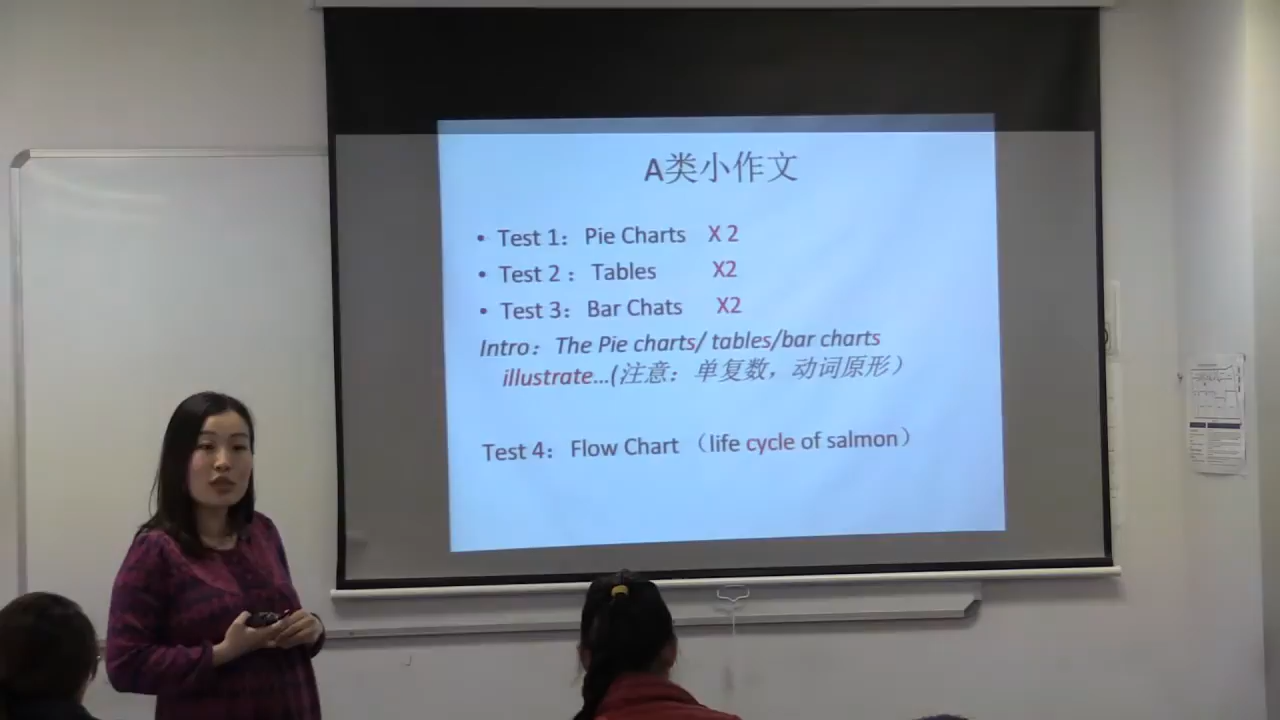 A类小作文
• Test 1：Pie Charts X 2
• Test 2：Tables X2
• Test 3：Bar Chats X2
Intro：The Pie charts/ tables/bar charts
illustrate...(注意：单复数，动词原形）
Test 4：Flow Chart （life cycle of salmon）